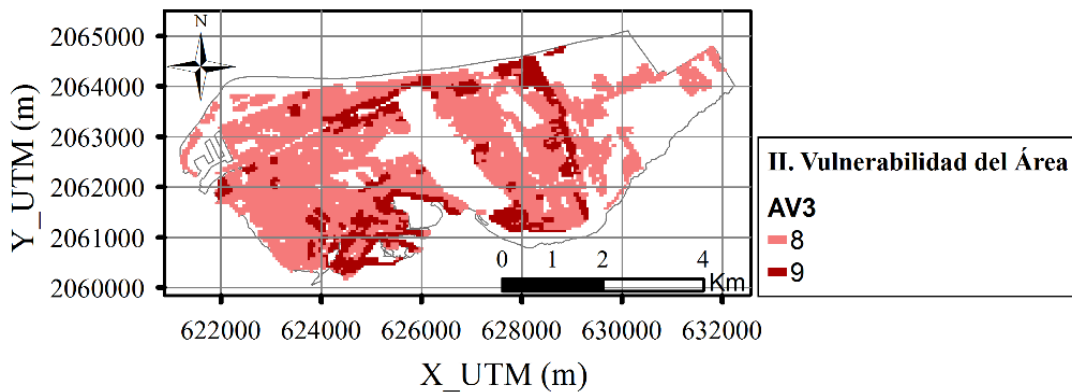 N
2065000
2064000
2063000
2062000
2061000
2060000
Y_UTM (m)
622000 624000 626000 628000 630000 632000
X_UTM (m)
0 1 2 4
Km
II. Vulnerabilidad del Área
AV3
8
9